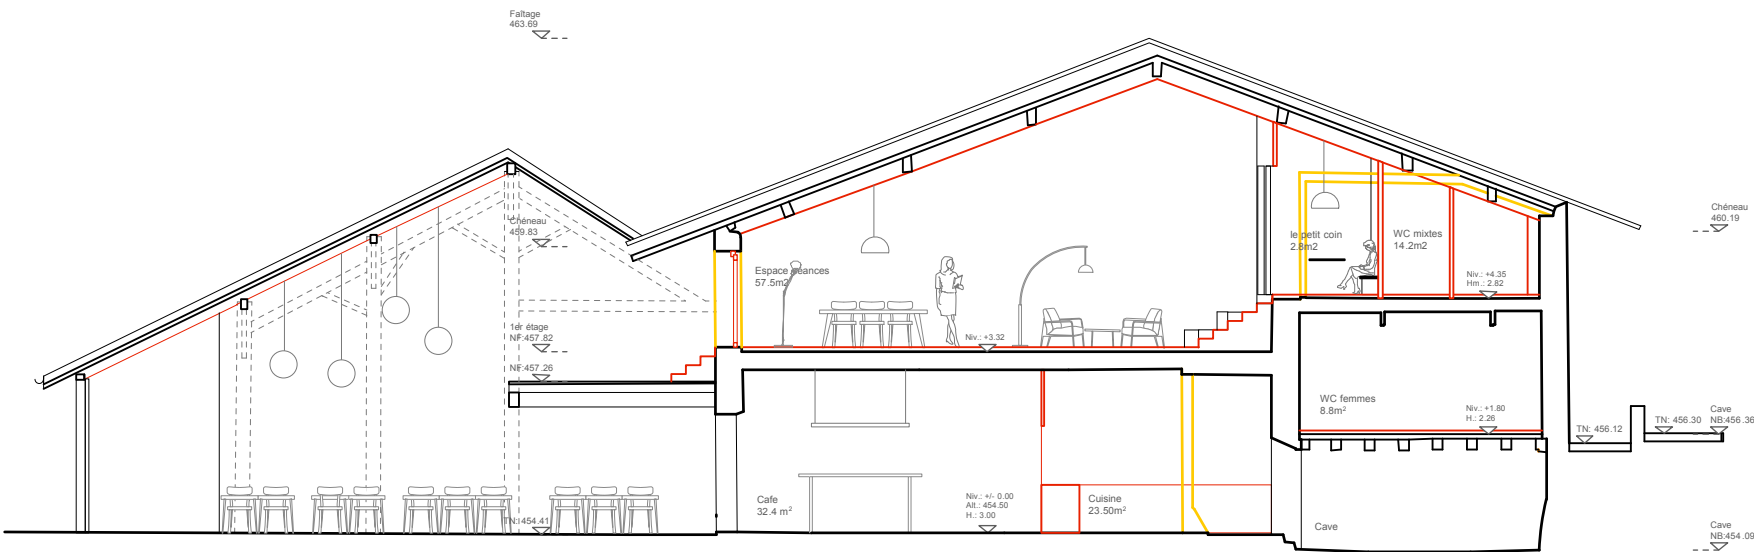 Faîtage
463.69
Chéneau
459.83
Chéneau
460.19
le petit coin
2.8m2
WC mixtes
14.2m2
Espace séances
57.5m2
Niv.: +4.35
Hm.: 2.82
1er étage
NF:457.82
Niv.: +3.32
NF:457.26
WC femmes
8.8m²
Niv.: +1.80
H.: 2.26
TN: 456.12
TN: 456.30
Cave
NB:456.36
Cafe
32.4 m²
Niv.: +/- 0.00
Alt.: 454.50
H.: 3.00
Cuisine
23.50m²
TN: 454.41
Cave
Cave
NB:454.09